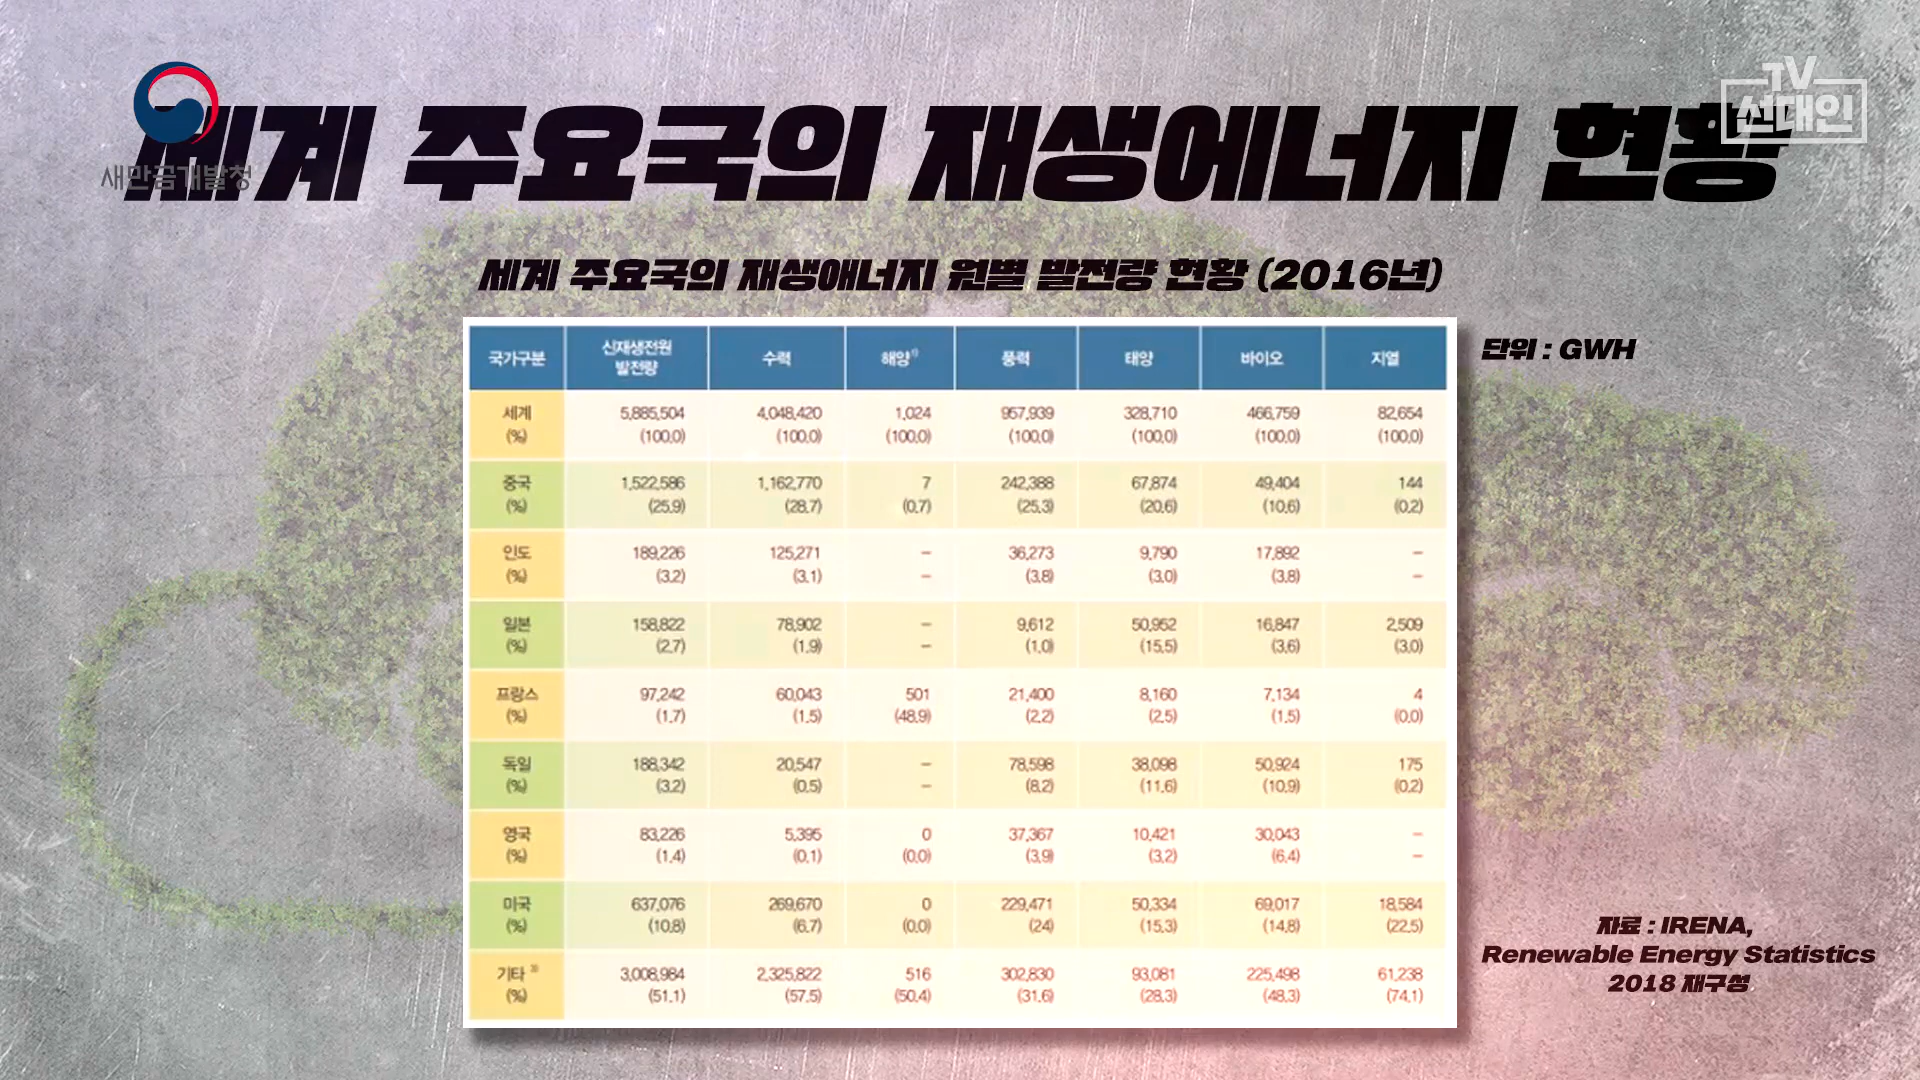 새만금개발청
TV
선대인
세계 주요국의 재생에너지 현황
세계 주요국의 재생애너지 원별 발전량 현황 (2016년)
단위 : GWH
국가구분 신재생전원 발전량 수력 해양¹⁾ 풍력 태양 바이오 지열
세계 5,885,504 4,048,420 1,024 957,939 328,710 466,759 82,654
(%) (100.0) (100.0) (100.0) (100.0) (100.0) (100.0) (100.0)
중국 1,522,586 1,162,770 7 242,388 67,874 49,404 144
(%) (25.9) (28.7) (0.7) (25.3) (20.6) (10.6) (0.2)
인도 189,226 125,271 – 36,273 9,790 17,892 –
(%) (3.2) (3.1) – (3.8) (3.0) (3.8) –
일본 158,822 78,902 – 9,612 50,952 16,847 2,509
(%) (2.7) (1.9) – (1.0) (15.5) (3.6) (3.0)
프랑스 97,242 60,043 501 21,400 8,160 7,134 4
(%) (1.7) (1.5) (48.9) (2.2) (2.5) (1.5) (0.0)
독일 188,342 20,547 – 78,598 38,098 50,924 175
(%) (3.2) (0.5) – (8.2) (11.6) (10.9) (0.2)
영국 83,226 5,395 0 37,367 10,421 30,043 –
(%) (1.4) (0.1) (0.0) (3.9) (3.2) (6.4) –
미국 637,076 269,670 0 229,471 50,334 69,017 18,584
(%) (10.8) (6.7) (0.0) (24) (15.3) (14.8) (22.5)
기타 3,008,984 2,325,822 516 302,830 93,081 225,498 61,238
(%) (51.1) (57.5) (50.4) (31.6) (28.3) (48.3) (74.1)
자료 : IRENA,
Renewable Energy Statistics
2018 재구성